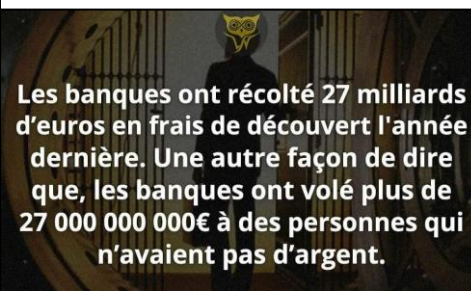 Les banques ont récolté 27 milliards
d'euros en frais de découvert l'année
dernière. Une autre façon de dire
que, les banques ont volé plus de
27 000 000 000€ à des personnes qui
n'avaient pas d'argent.